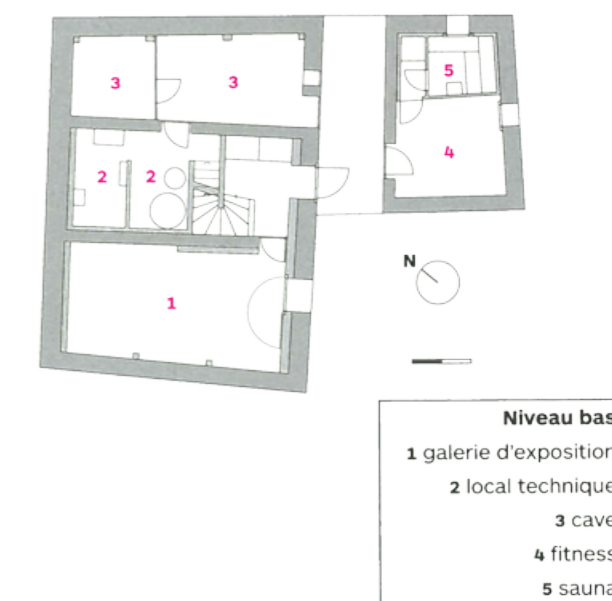 3 3 5
2 2 4
1
N
Niveau bas
1 galerie d'exposition
2 local technique
3 cave
4 fitness
5 sauna